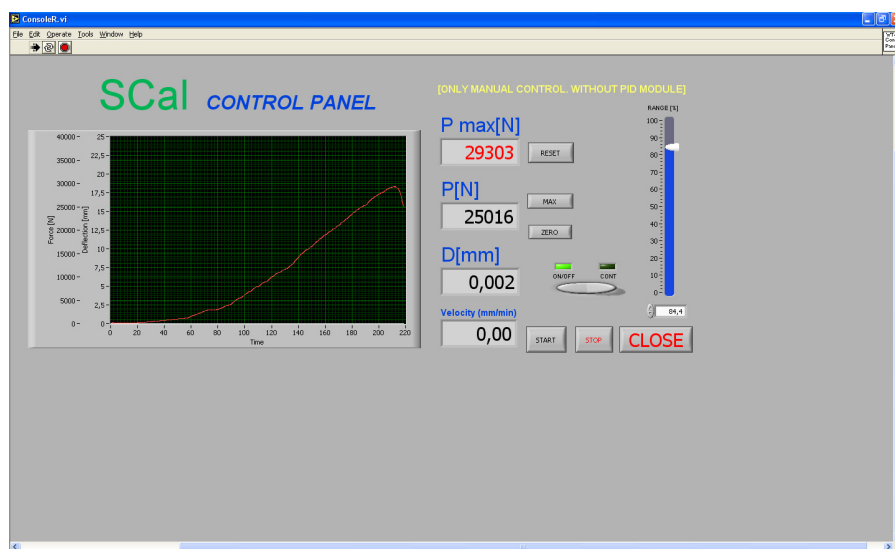 ConsoleR.vi
File Edit Operate Tools Window Help
SCal CONTROL PANEL
[ONLY MANUAL CONTROL. WITHOUT PID MODULE]
P max[N]
29303
RESET
P[N]
25016
MAX
ZERO
D[mm]
0,002
ON/OFF
CONT
Velocity (mm/min)
0,00
START
STOP
CLOSE
RANGE [%]
100
90
80
70
60
50
40
30
20
10
0
84,4
Force [N]
40000
35000
30000
25000
20000
15000
10000
5000
0
Deflection [mm]
25
22,5
20
17,5
15
12,5
10
7,5
5
2,5
0
0 20 40 60 80 100 120 140 160 180 200 220
Time